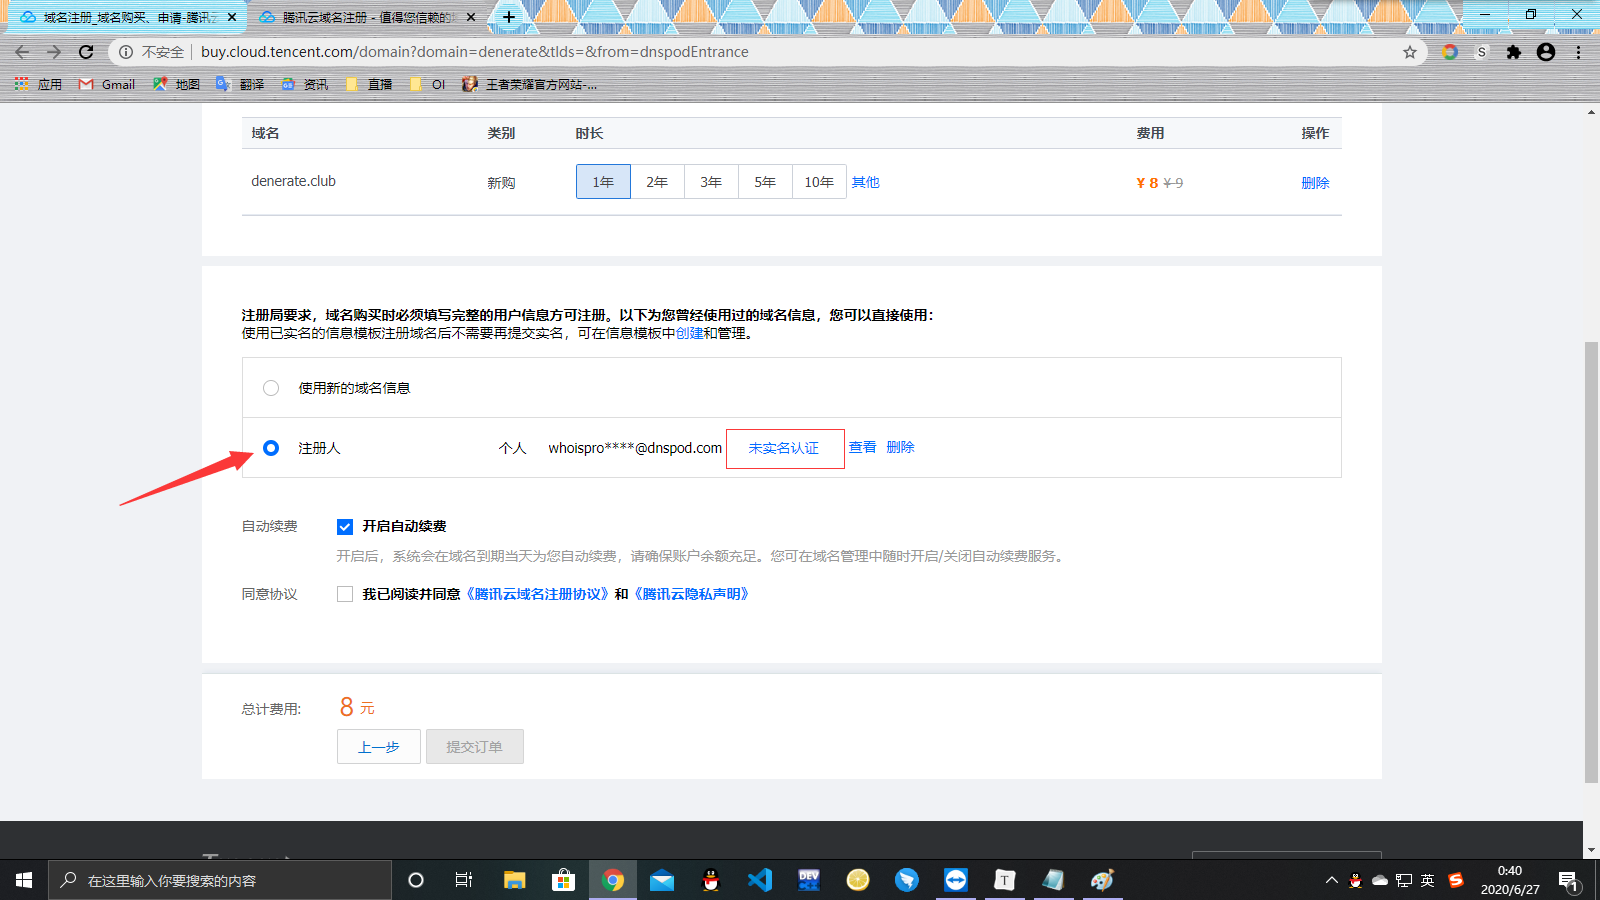 域名注册_域名购买、申请-腾讯云
腾讯云域名注册 - 值得您信赖的
不安全 buy.cloud.tencent.com/domain?domain=denerate&tlds=&from=dnspodEntrance
应用 Gmail 地图 翻译 资讯 直播 OI 王者荣耀官方网站-...
域名 类别 时长 费用 操作
denerate.club 新购 1年 2年 3年 5年 10年 其他 ¥ 8 ¥ 9 删除
注册局要求，域名购买时必须填写完整的用户信息方可注册。以下为您曾经使用过的域名信息，您可以直接使用：
使用已实名的信息模板注册域名后不需要再提交实名，可在信息模板中创建和管理。
使用新的域名信息
注册人 个人 whoispro****@dnspod.com 未实名认证 查看 删除
自动续费 开启自动续费
开启后，系统会在域名到期当天为您自动续费，请确保账户余额充足。您可在域名管理中随时开启/关闭自动续费服务。
同意协议 我已阅读并同意《腾讯云域名注册协议》和《腾讯云隐私声明》
总计费用: 8 元
上一步 提交订单
在这里输入你要搜索的内容
英
0:40
2020/6/27
1